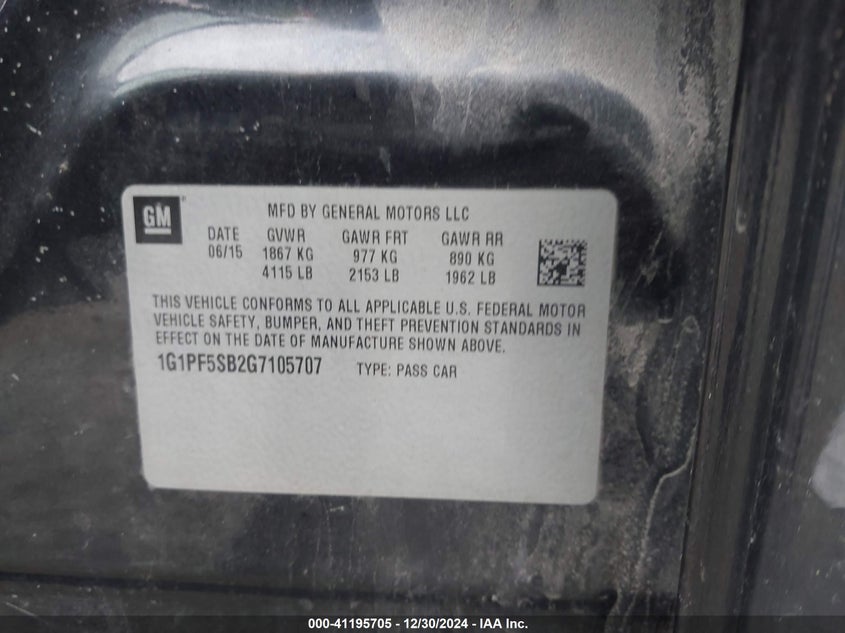 GM
MFD BY GENERAL MOTORS LLC
DATE GVWR GAWR FRT GAWR RR
06/15 1867 KG 977 KG 890 KG
4115 LB 2153 LB 1962 LB
THIS VEHICLE CONFORMS TO ALL APPLICABLE U.S. FEDERAL MOTOR
VEHICLE SAFETY, BUMPER, AND THEFT PREVENTION STANDARDS IN
EFFECT ON THE DATE OF MANUFACTURE SHOWN ABOVE.
1G1PF5SB2G7105707 TYPE: PASS CAR
000-41195705 - 12/30/2024 - IAA Inc.